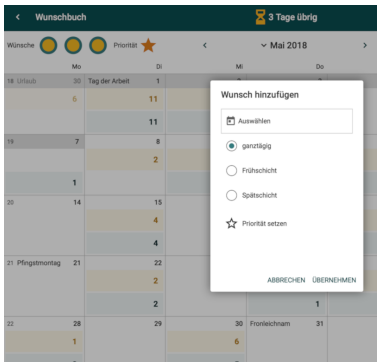 Wunschbuch
3 Tage übrig
Wünsche Priorität Mai 2018
Mo Di Mi Do
18 Urlaub 30 Tag der Arbeit 1
6 11
11
19 7 8
2
1
20 14 15
4
4
21 Pfingstmontag 21 22
2
2 1
22 28 29 30 Fronleichnam 31
1 6
Wunsch hinzufügen
Auswählen
ganztägig
Frühschicht
Spätschicht
Priorität setzen
ABBRECHEN ÜBERNEHMEN